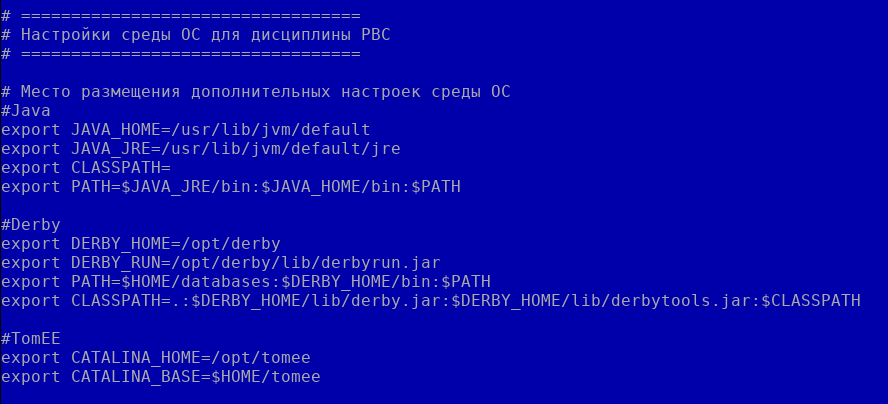 # ==================================
# Настройки среды ОС для дисциплины РВС
# ==================================

# Место размещения дополнительных настроек среды ОС
#Java
export JAVA_HOME=/usr/lib/jvm/default
export JAVA_JRE=/usr/lib/jvm/default/jre
export CLASSPATH=
export PATH=$JAVA_JRE/bin:$JAVA_HOME/bin:$PATH

#Derby
export DERBY_HOME=/opt/derby
export DERBY_RUN=/opt/derby/lib/derbyrun.jar
export PATH=$HOME/databases:$DERBY_HOME/bin:$PATH
export CLASSPATH=.:$DERBY_HOME/lib/derby.jar:$DERBY_HOME/lib/derbytools.jar:$CLASSPATH

#TomEE
export CATALINA_HOME=/opt/tomee
export CATALINA_BASE=$HOME/tomee